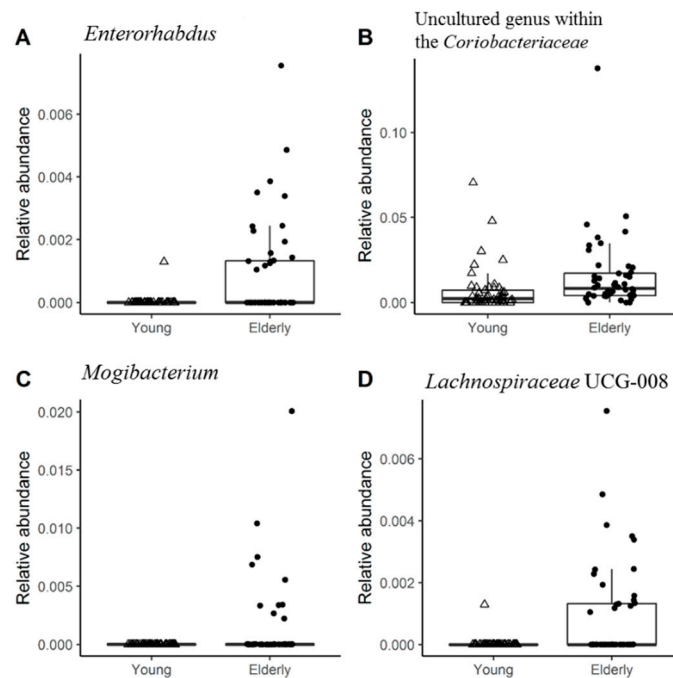 A Enterorhabdus
Relative abundance
0.006
0.004
0.002
0.000
Young Elderly
B Uncultured genus within
the Coriobacteriaceae
Relative abundance
0.10
0.05
0.00
Young Elderly
C Mogibacterium
Relative abundance
0.020
0.015
0.010
0.005
0.000
Young Elderly
D Lachnospiraceae UCG-008
Relative abundance
0.006
0.004
0.002
0.000
Young Elderly